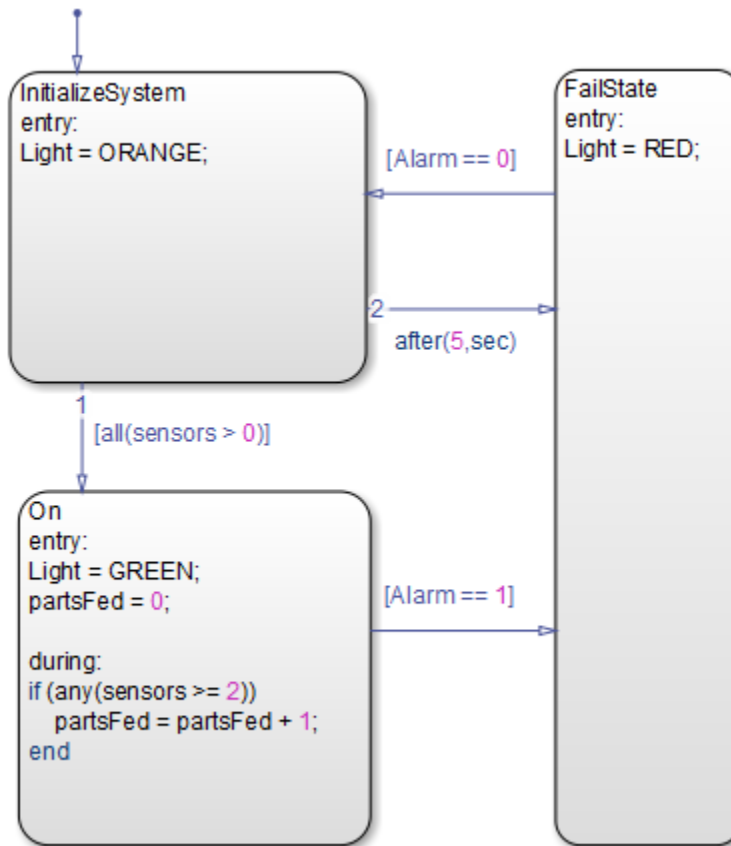 InitializeSystem
entry:
Light = ORANGE;
FailState
entry:
Light = RED;
[Alarm == 0]
2
after(5,sec)
1
[all(sensors > 0)]
On
entry:
Light = GREEN;
partsFed = 0;
during:
if (any(sensors >= 2))
partsFed = partsFed + 1;
end
[Alarm == 1]